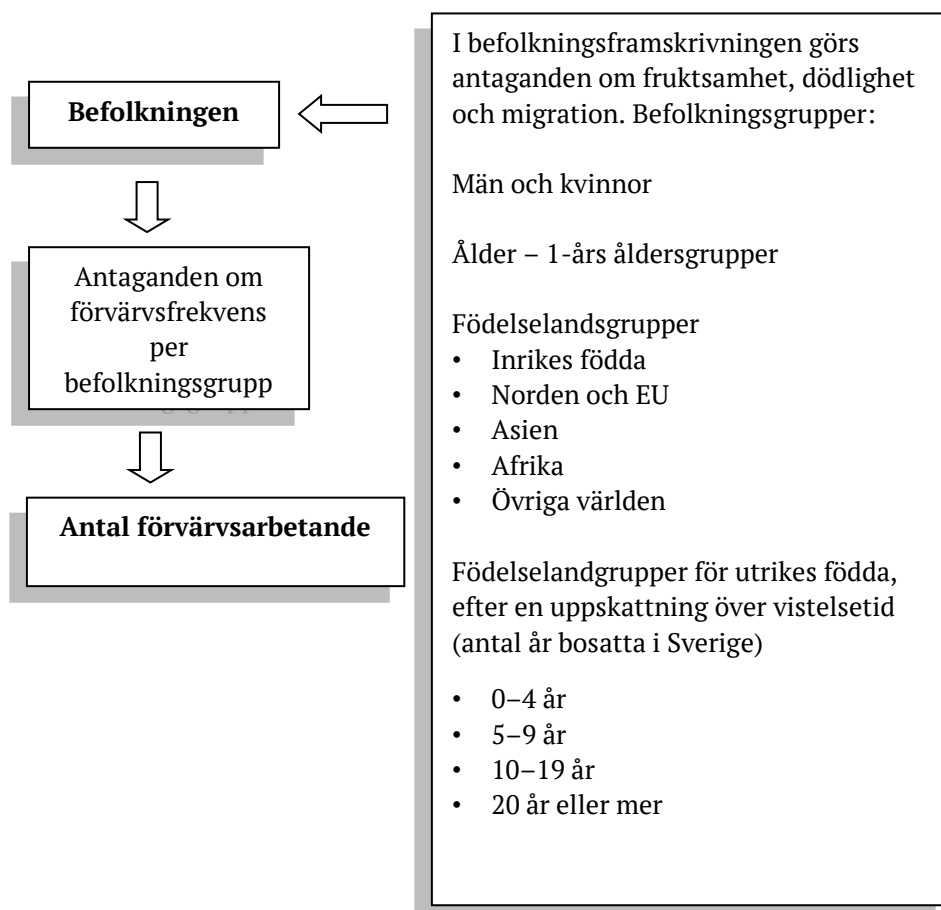 Befolkningen
Antaganden om
förvärvsfrekvens
per
befolkningsgrupp
Antal förvärvsarbetande
I befolkningsframskrivningen görs
antaganden om fruktsamhet, dödlighet
och migration. Befolkningsgrupper:
Män och kvinnor
Ålder – 1-års åldersgrupper
Födelselandsgrupper
• Inrikes födda
• Norden och EU
• Asien
• Afrika
• Övriga världen
Födelselandgrupper för utrikes födda,
efter en uppskattning över vistelsetid
(antal år bosatta i Sverige)
• 0–4 år
• 5–9 år
• 10–19 år
• 20 år eller mer